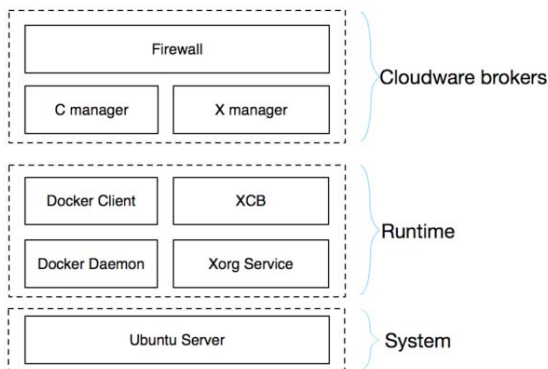 Firewall
Cloudware brokers
C manager
X manager
Docker Client
XCB
Runtime
Docker Daemon
Xorg Service
Ubuntu Server
System